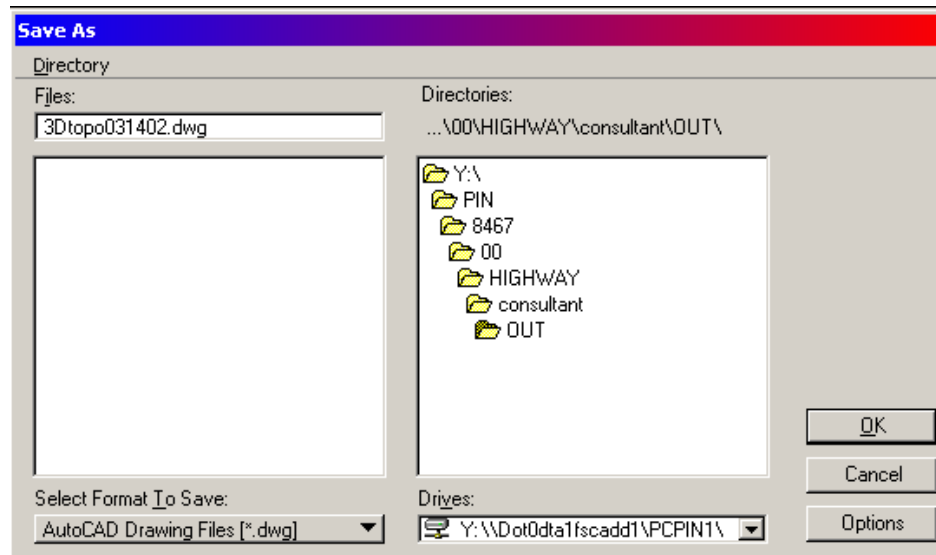 Save As
Directory
Files:
3Dtopo031402.dwg
Directories:
...\00\HIGHWAY\consultant\OUT\
Y:\
PIN
8467
00
HIGHWAY
consultant
OUT
OK
Cancel
Options
Select Format To Save:
AutoCAD Drawing Files [*.dwg]
Drives:
Y: \\Dot0dta1fscadd1\PCPIN1\